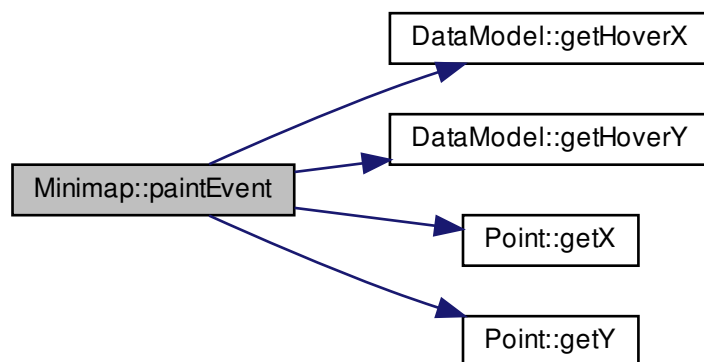 DataModel::getHoverX
DataModel::getHoverY
Minimap::paintEvent
Point::getX
Point::getY